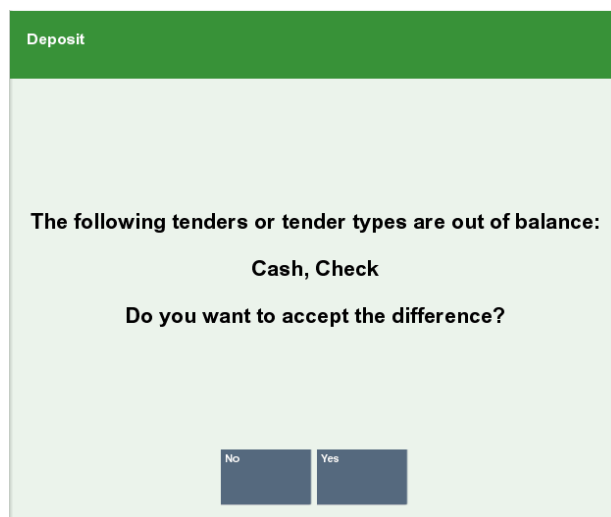 Deposit
The following tenders or tender types are out of balance:
Cash, Check
Do you want to accept the difference?
No
Yes